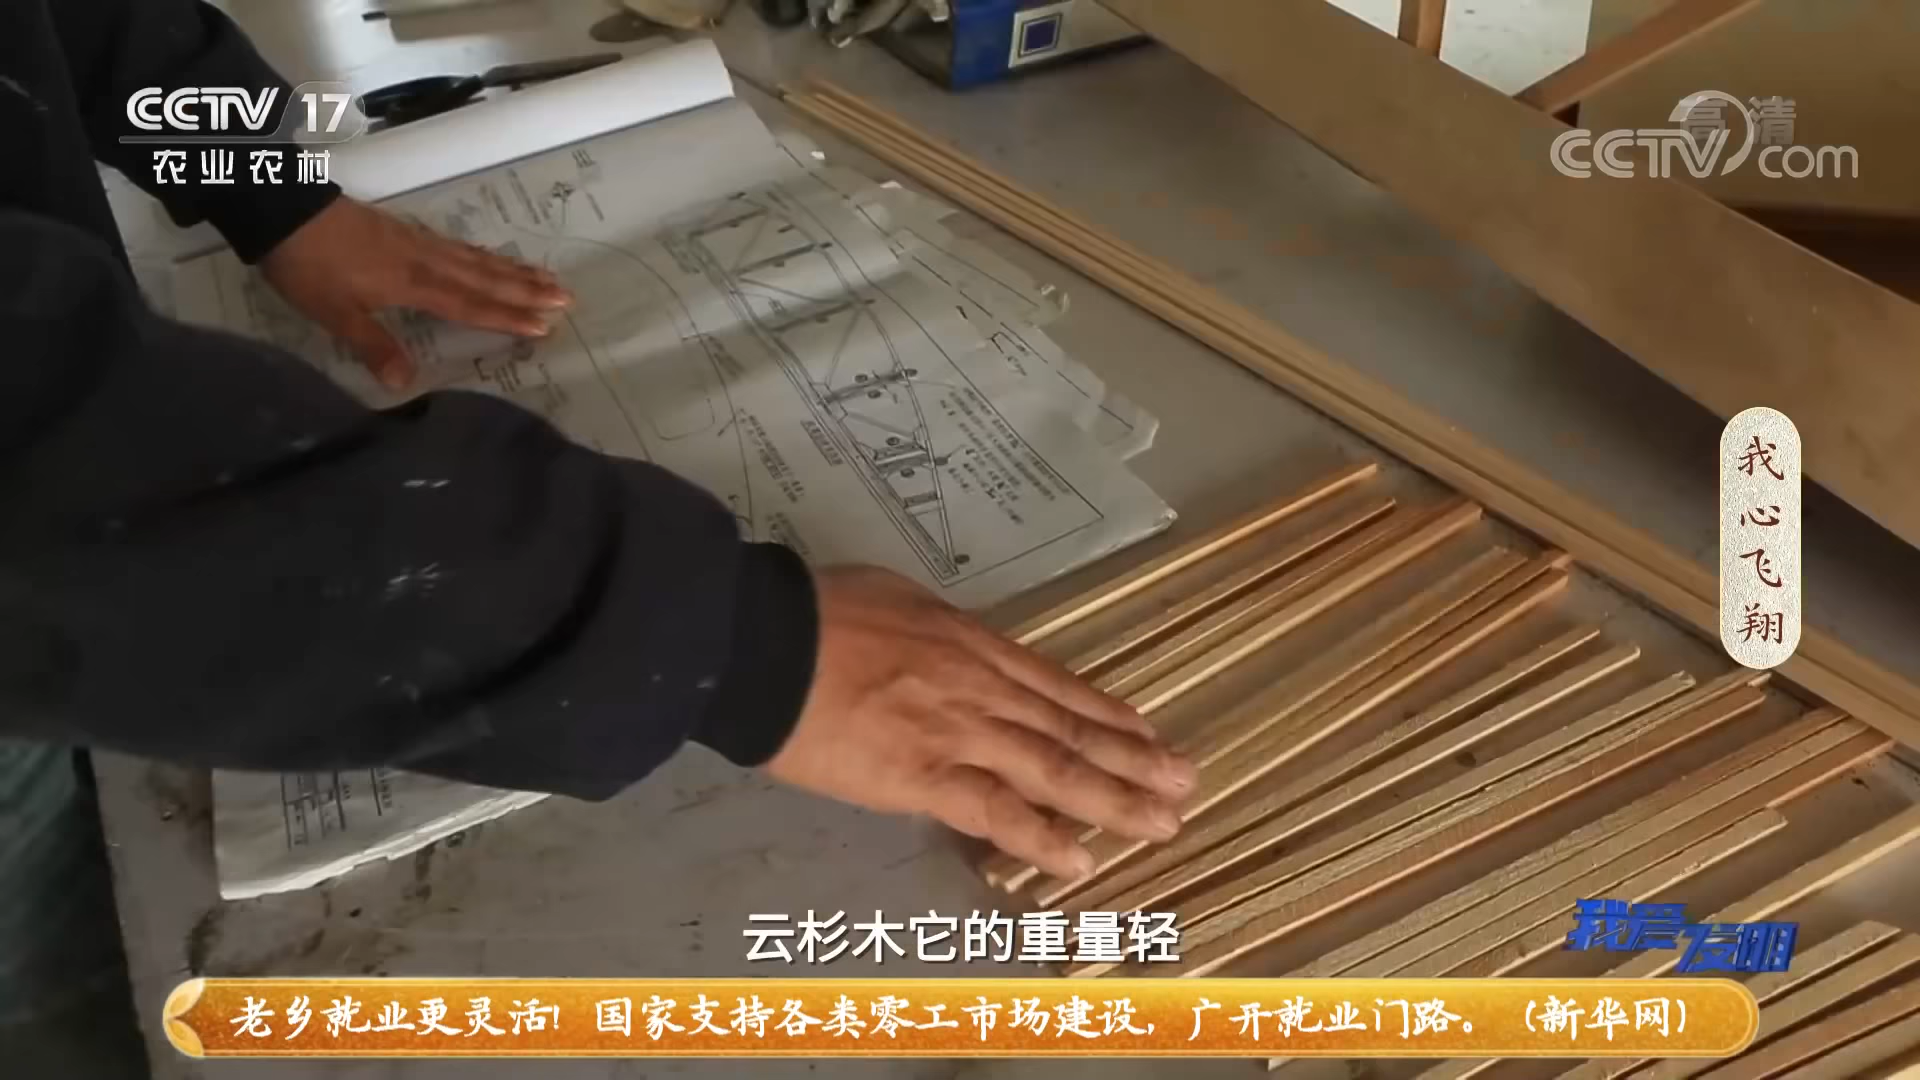 CCTV 17
农业农村
高清
CCTV com
我心飞翔
云杉木它的重量轻
我爱发明
老乡就业更灵活！国家支持各类零工市场建设，广开就业门路。（新华网）